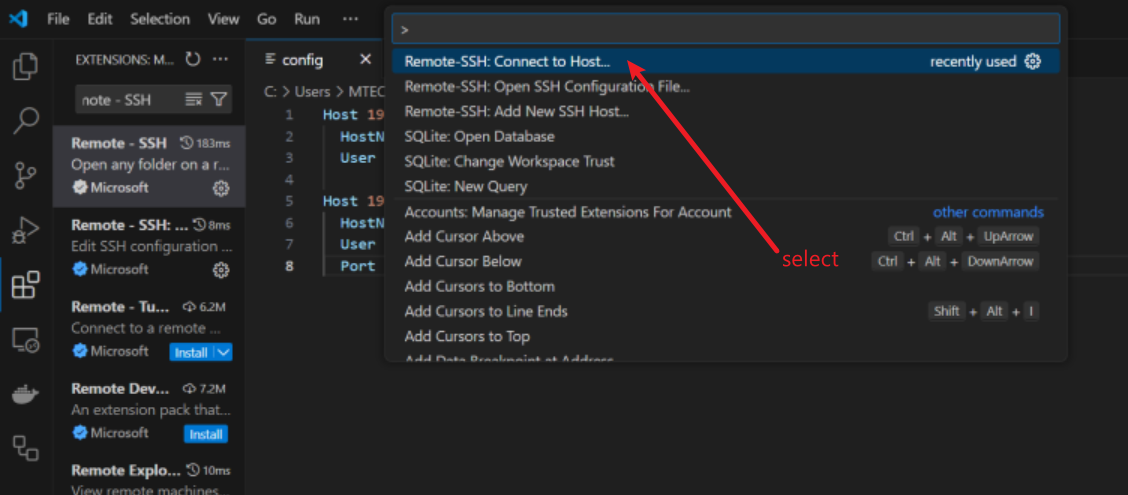 File Edit Selection View Go Run ···
EXTENSIONS: M... ···
note - SSH
Remote - SSH 183ms
Open any folder on a r...
Microsoft
Remote - SSH: ... 8ms
Edit SSH configuration ...
Microsoft
Remote - Tu... 6.2M
Connect to a remote ...
Microsoft Install
Remote Dev... 7.2M
An extension pack that...
Microsoft Install
Remote Explo... 10ms
View remote machines...
config
C: > Users > MTEC
1 Host 19
2 HostN
3 User
4
5 Host 19
6 HostN
7 User
8 Port
>
Remote-SSH: Connect to Host... recently used
Remote-SSH: Open SSH Configuration File...
Remote-SSH: Add New SSH Host...
SQLite: Open Database
SQLite: Change Workspace Trust
SQLite: New Query
Accounts: Manage Trusted Extensions For Account other commands
Add Cursor Above Ctrl + Alt + UpArrow
Add Cursor Below Ctrl + Alt + DownArrow
Add Cursors to Bottom
Add Cursors to Line Ends Shift + Alt + I
Add Cursors to Top
Add Data Breakpoint at Address
select